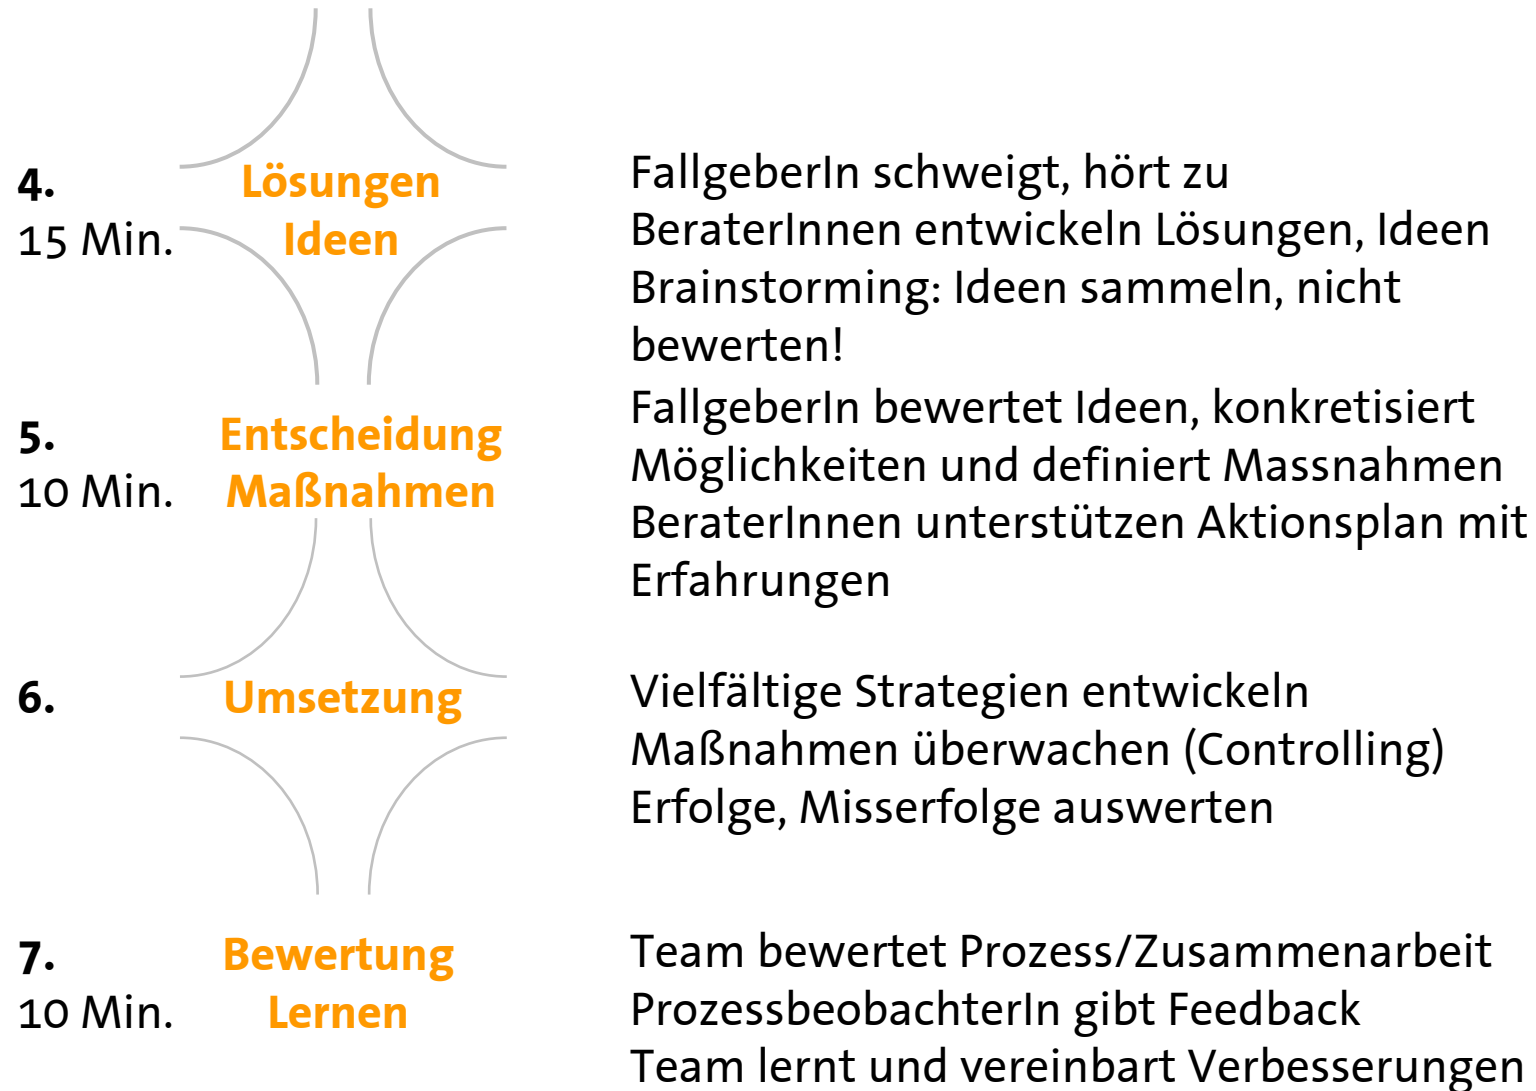 4.
15 Min.
Lösungen
Ideen
FallgeberIn schweigt, hört zu
BeraterInnen entwickeln Lösungen, Ideen
Brainstorming: Ideen sammeln, nicht
bewerten!
5.
10 Min.
Entscheidung
Maßnahmen
FallgeberIn bewertet Ideen, konkretisiert
Möglichkeiten und definiert Massnahmen
BeraterInnen unterstützen Aktionsplan mit
Erfahrungen
6.
Umsetzung
Vielfältige Strategien entwickeln
Maßnahmen überwachen (Controlling)
Erfolge, Misserfolge auswerten
7.
10 Min.
Bewertung
Lernen
Team bewertet Prozess/Zusammenarbeit
ProzessbeobachterIn gibt Feedback
Team lernt und vereinbart Verbesserungen